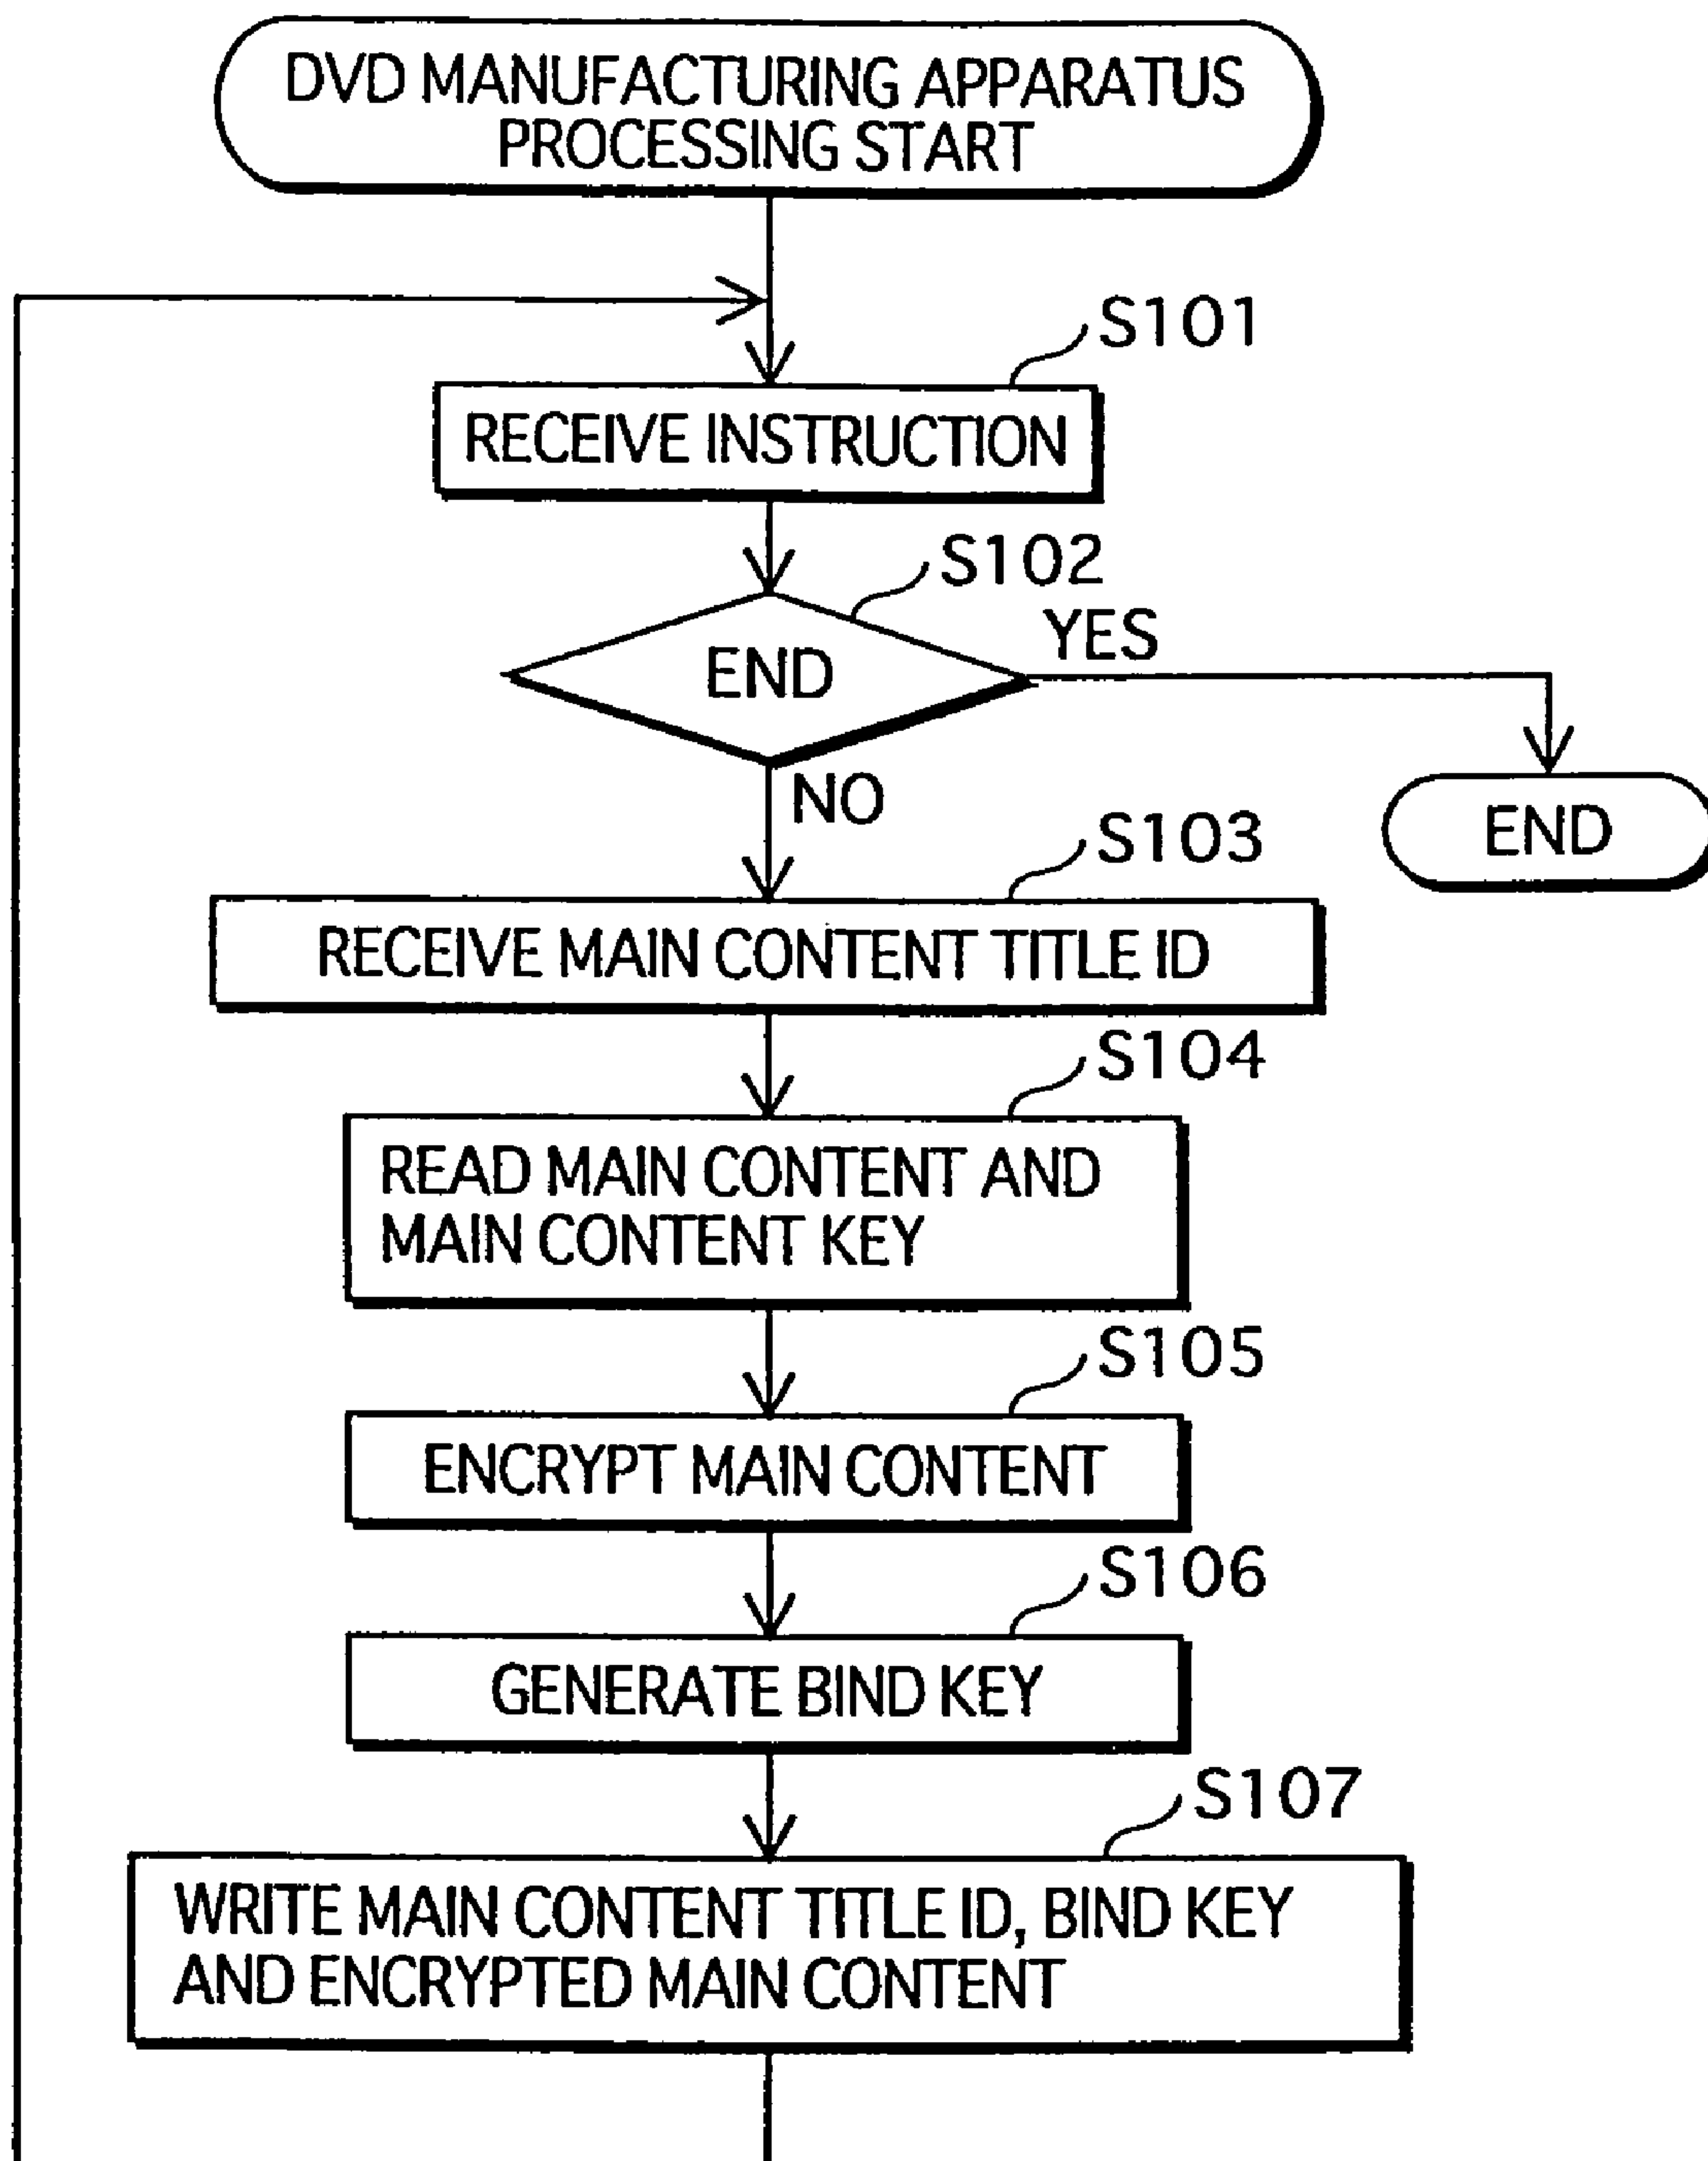 DVD MANUFACTURING APPARATUS
PROCESSING START
S101
RECEIVE INSTRUCTION
S102
END
YES
NO
END
S103
RECEIVE MAIN CONTENT TITLE ID
S104
READ MAIN CONTENT AND
MAIN CONTENT KEY
S105
ENCRYPT MAIN CONTENT
S106
GENERATE BIND KEY
S107
WRITE MAIN CONTENT TITLE ID, BIND KEY
AND ENCRYPTED MAIN CONTENT